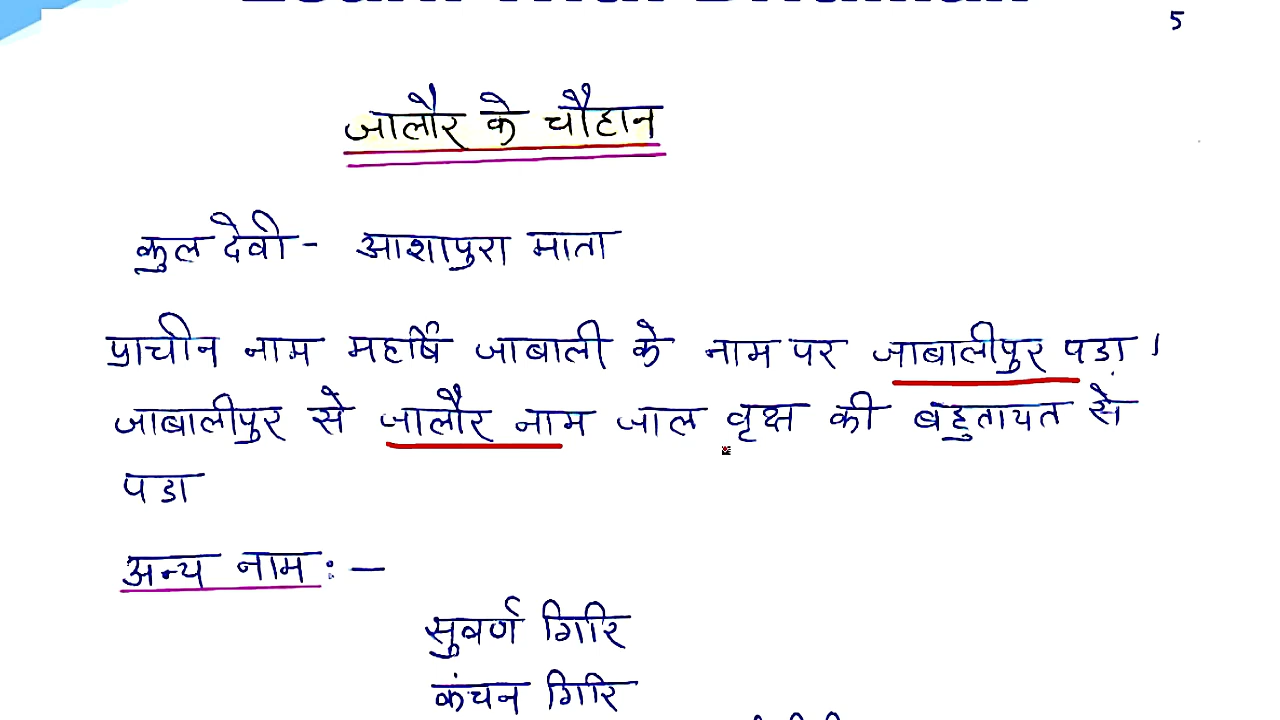 5
जालौर के चौहान
कुल देवी - आशापुरा माता
प्राचीन नाम महर्षि जाबाली के नाम पर जाबालीपुर पड़ा ।
जाबालीपुर से जालौर नाम जाल वृक्ष की बहुतायत से
पडा
अन्य नाम : —
सुवर्ण गिरि
कंचन गिरि